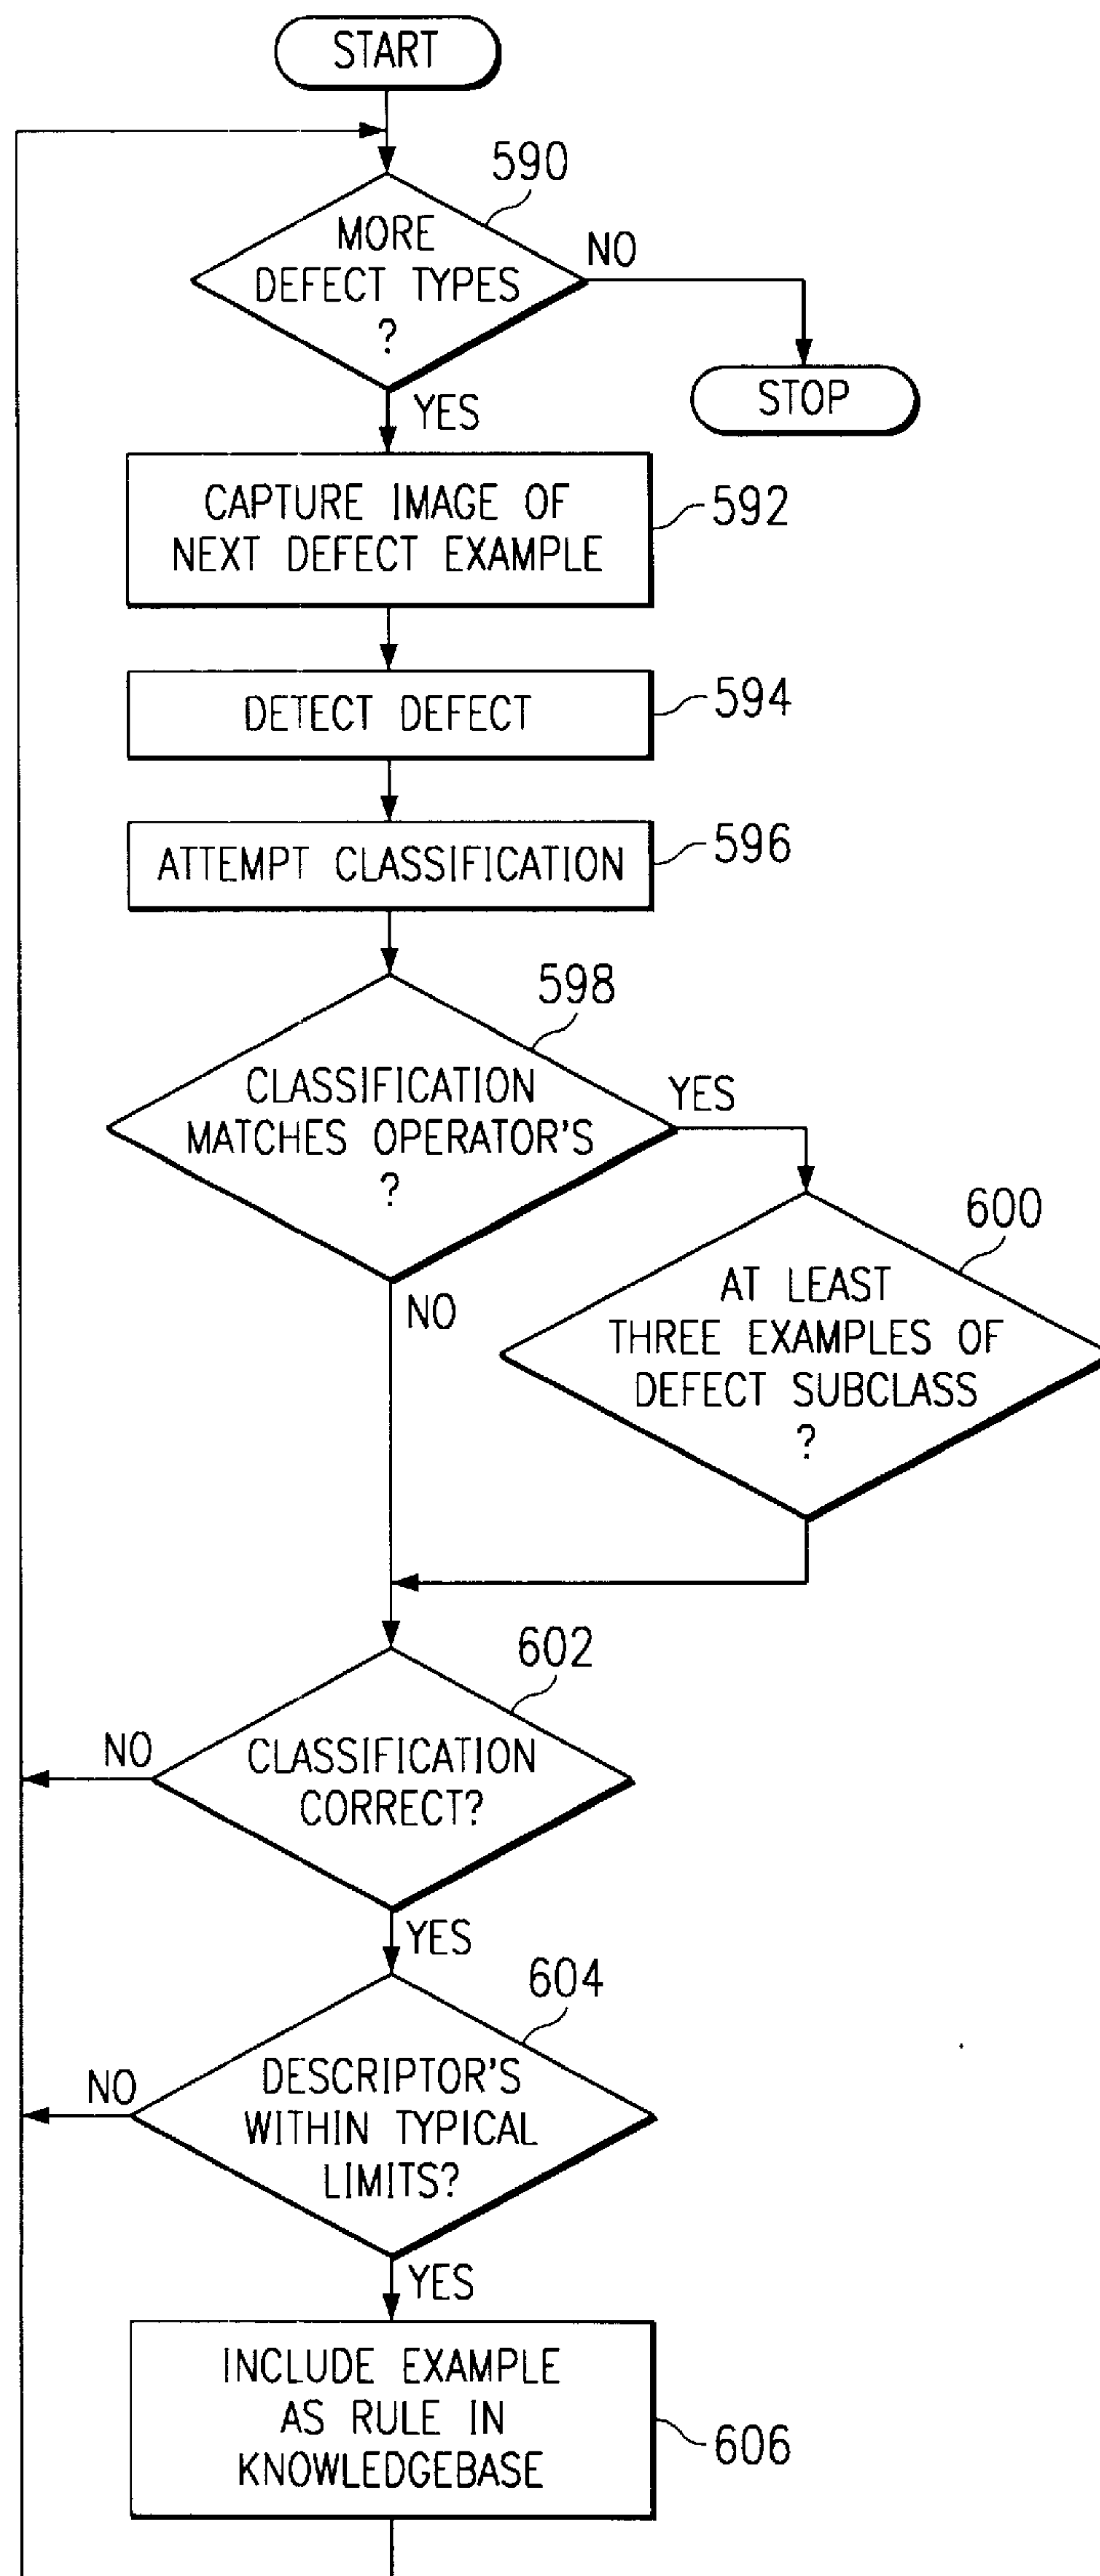 START
590
MORE
DEFECT TYPES
?
NO
STOP
YES
CAPTURE IMAGE OF
NEXT DEFECT EXAMPLE
592
DETECT DEFECT
594
ATTEMPT CLASSIFICATION
596
598
CLASSIFICATION
MATCHES OPERATOR'S
?
YES
600
NO
AT LEAST
THREE EXAMPLES OF
DEFECT SUBCLASS
?
602
NO
CLASSIFICATION
CORRECT?
YES
604
NO
DESCRIPTOR'S
WITHIN TYPICAL
LIMITS?
YES
INCLUDE EXAMPLE
AS RULE IN
KNOWLEDGEBASE
606